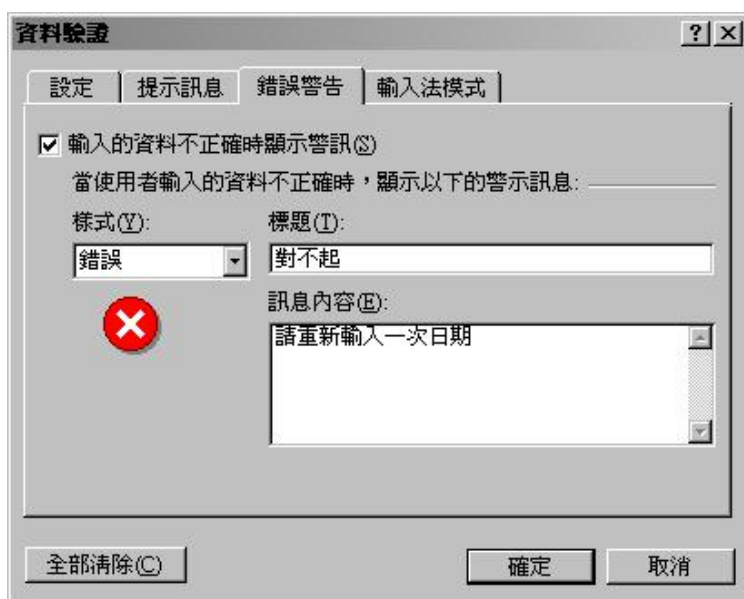 資料驗證
設定 提示訊息 錯誤警告 輸入法模式
輸入的資料不正確時顯示警訊(S)
當使用者輸入的資料不正確時，顯示以下的警示訊息:
樣式(Y): 標題(T):
錯誤 對不起
訊息內容(E):
請重新輸入一次日期
全部清除(C) 確定 取消